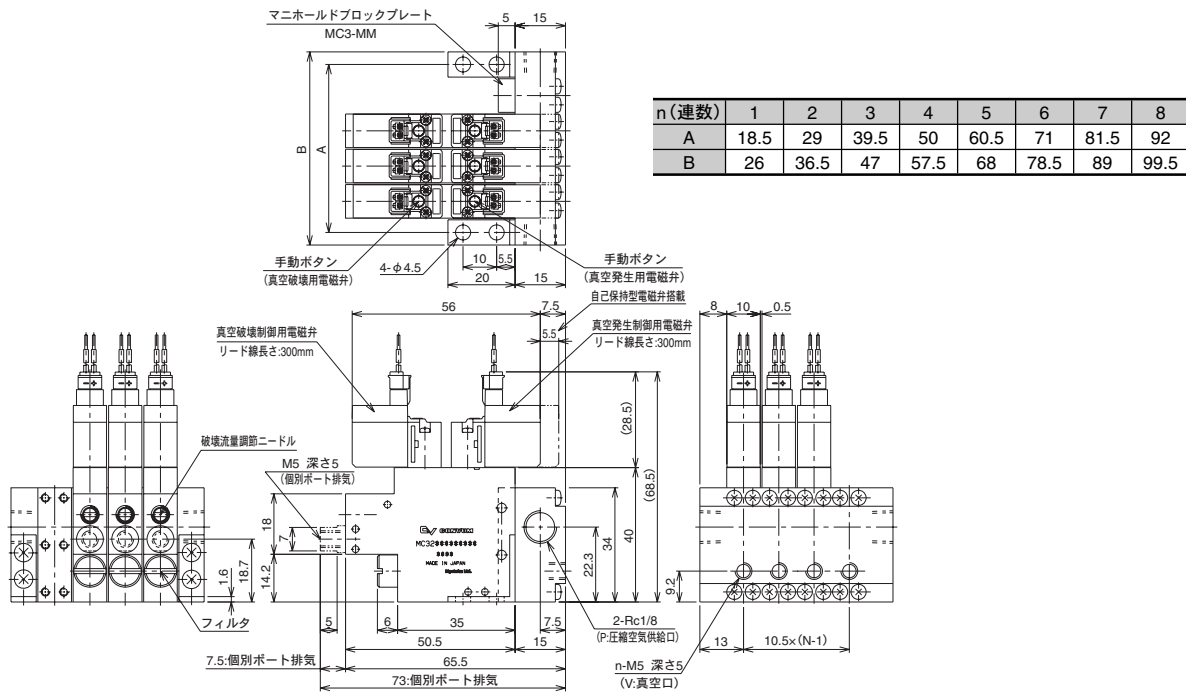 マニホールドブロックプレート
MC3-MM
5
15
B
A
手動ボタン
(真空破壊用電磁弁)
4-φ4.5
10
5.5
20
15
手動ボタン
(真空発生用電磁弁)
n(連数) 1 2 3 4 5 6 7 8
A 18.5 29 39.5 50 60.5 71 81.5 92
B 26 36.5 47 57.5 68 78.5 89 99.5
自己保持型電磁弁搭載
56
7.5
5.5
真空破壊制御用電磁弁
リード線長さ:300mm
真空発生制御用電磁弁
リード線長さ:300mm
8
10
0.5
破壊流量調節ニードル
M5 深さ5
(個別ポート排気)
(28.5)
(68.5)
40
34
22.3
18
7
14.2
18.7
1.6
MC32
MADE IN JAPAN
フィルタ
5
6
35
7.5
2-Rc1/8
(P:圧縮空気供給口)
50.5
15
7.5:個別ポート排気
65.5
73:個別ポート排気
9.2
13
10.5×(N-1)
n-M5 深さ5
(V:真空口)